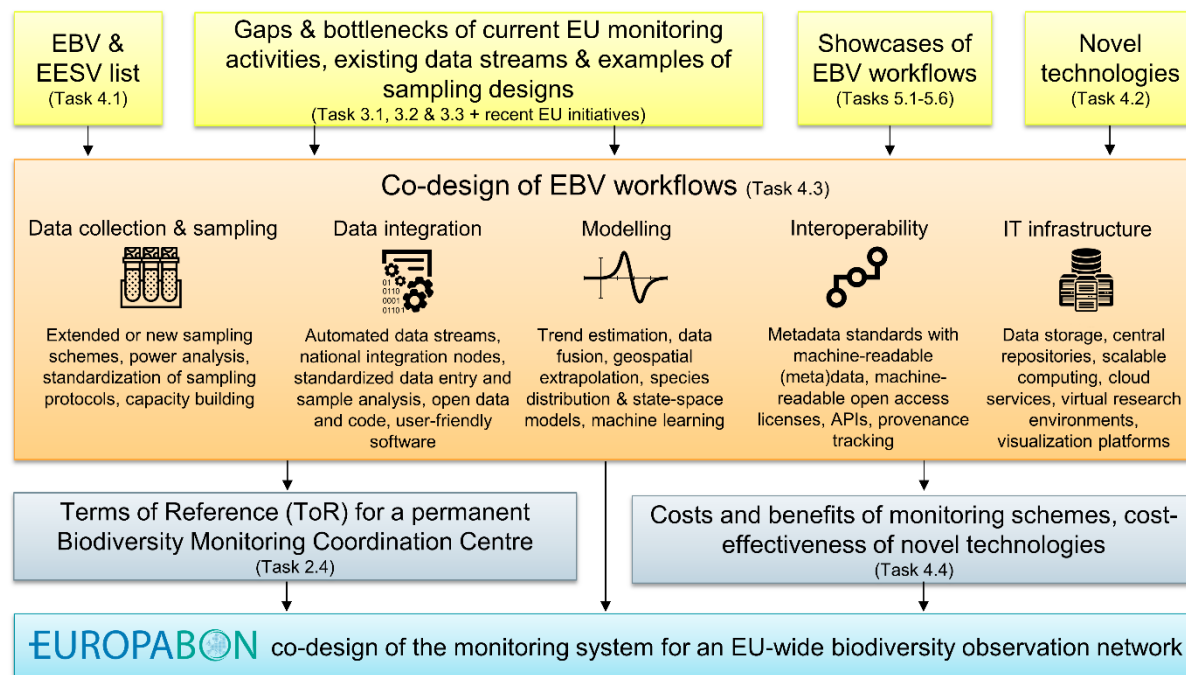 EBV &
EESV list
(Task 4.1)
Gaps & bottlenecks of current EU monitoring
activities, existing data streams & examples of
sampling designs
(Task 3.1, 3.2 & 3.3 + recent EU initiatives)
Showcases of
EBV workflows
(Tasks 5.1-5.6)
Novel
technologies
(Task 4.2)
Co-design of EBV workflows (Task 4.3)
Data collection & sampling
Extended or new sampling
schemes, power analysis,
standardization of sampling
protocols, capacity building
Data integration
01
0110
0001
01101
Automated data streams,
national integration nodes,
standardized data entry and
sample analysis, open data
and code, user-friendly
software
Modelling
Trend estimation, data
fusion, geospatial
extrapolation, species
distribution & state-space
models, machine learning
Interoperability
Metadata standards with
machine-readable
(meta)data, machine-
readable open access
licenses, APIs, provenance
tracking
IT infrastructure
Data storage, central
repositories, scalable
computing, cloud
services, virtual research
environments,
visualization platforms
Terms of Reference (ToR) for a permanent
Biodiversity Monitoring Coordination Centre
(Task 2.4)
Costs and benefits of monitoring schemes, cost-
effectiveness of novel technologies
(Task 4.4)
EUROPABON co-design of the monitoring system for an EU-wide biodiversity observation network